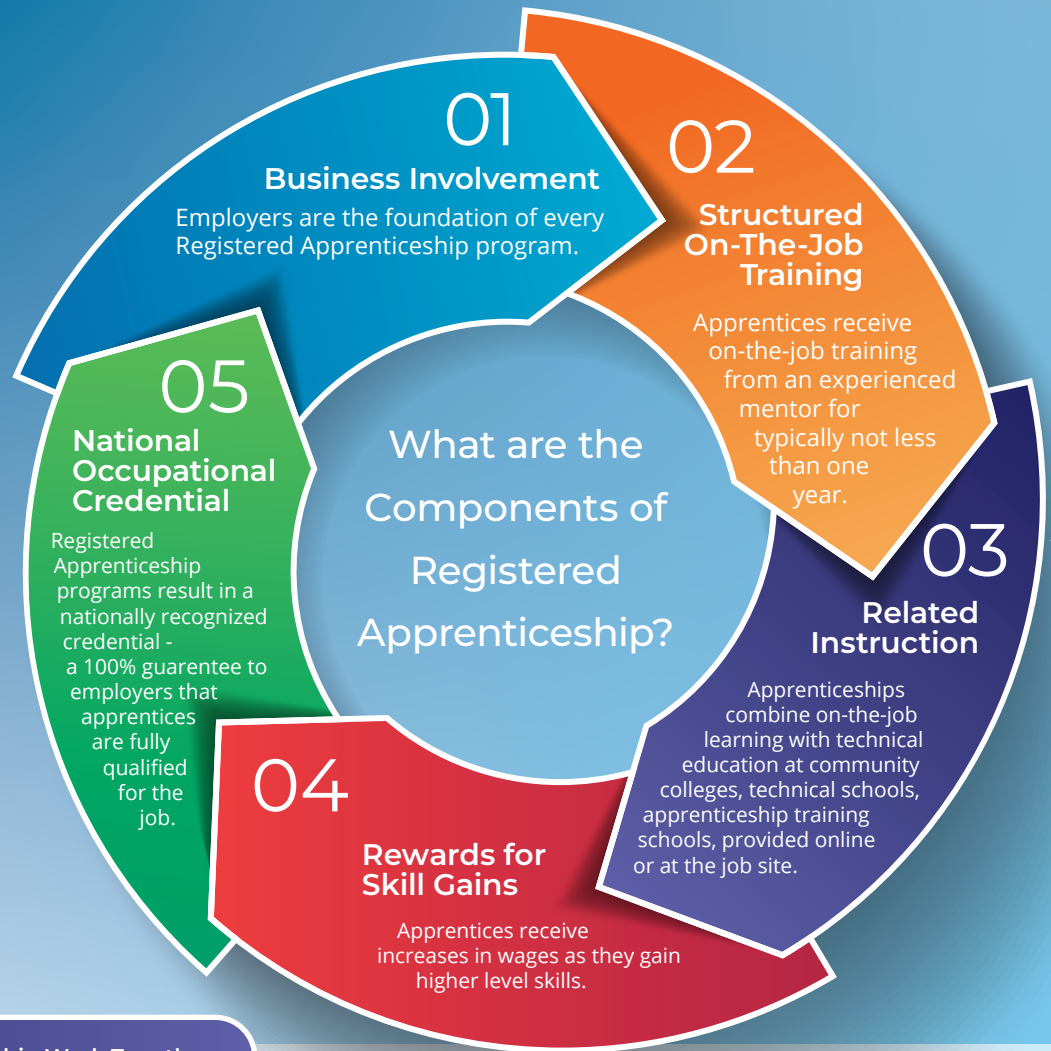 01
Business Involvement
Employers are the foundation of every
Registered Apprenticeship program.
02
Structured
On-The-Job
Training
Apprentices receive
on-the-job training
from an experienced
mentor for
typically not less
than one
year.
03
Related
Instruction
Apprenticeships
combine on-the-job
learning with technical
education at community
colleges, technical schools,
apprenticeship training
schools, provided online
or at the job site.
04
Rewards for
Skill Gains
Apprentices receive
increases in wages as they gain
higher level skills.
05
National
Occupational
Credential
Registered
Apprenticeship
programs result in a
nationally recognized
credential -
a 100% guarentee to
employers that
apprentices
are fully
qualified
for the
job.
What are the
Components of
Registered
Apprenticeship?